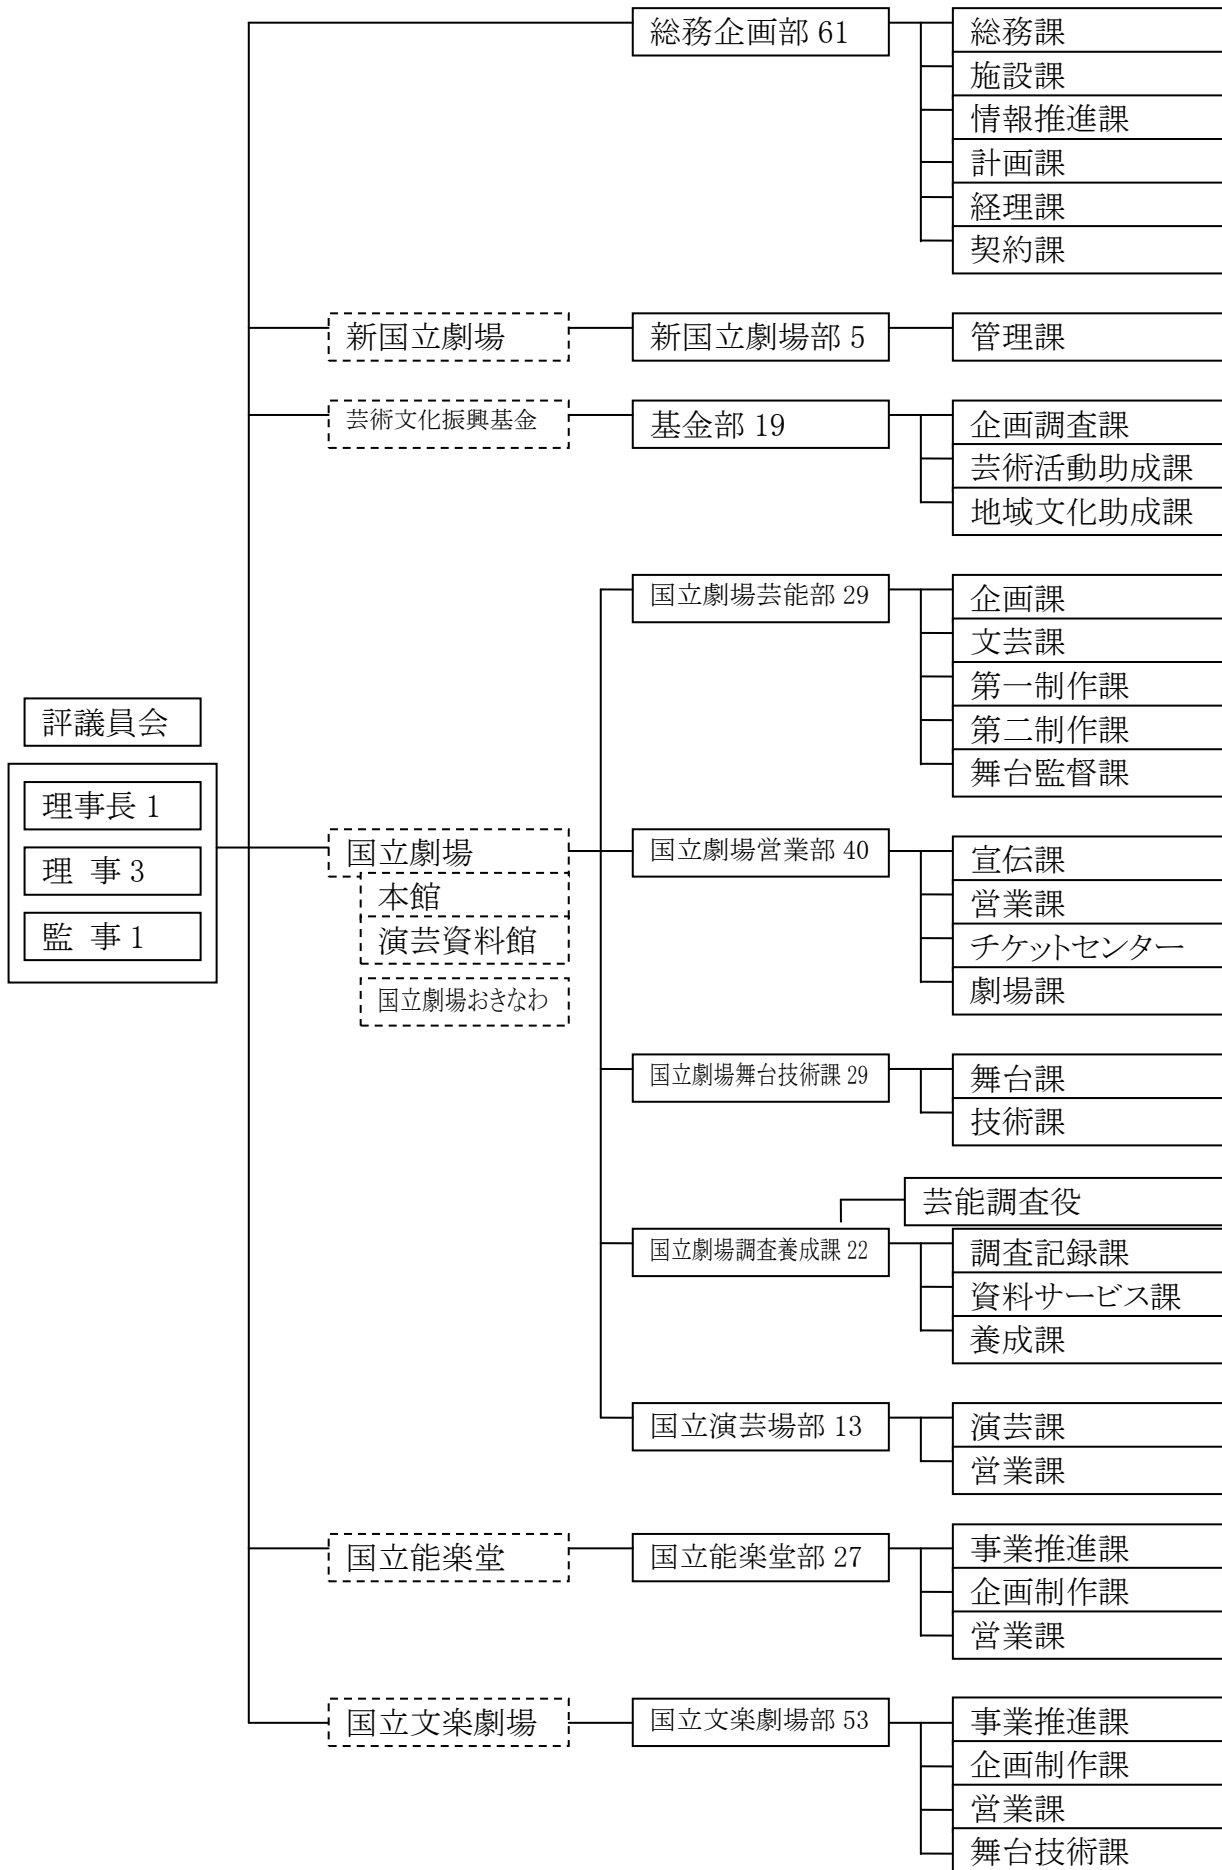 総務企画部 61
総務課
施設課
情報推進課
計画課
経理課
契約課
新国立劇場
新国立劇場部 5
管理課
芸術文化振興基金
基金部 19
企画調査課
芸術活動助成課
地域文化助成課
評議員会
理事長 1
理 事 3
監 事 1
国立劇場
本館
演芸資料館
国立劇場おきなわ
国立劇場芸能部 29
企画課
文芸課
第一制作課
第二制作課
舞台監督課
国立劇場営業部 40
宣伝課
営業課
チケットセンター
劇場課
国立劇場舞台技術課 29
舞台課
技術課
芸能調査役
国立劇場調査養成課 22
調査記録課
資料サービス課
養成課
国立演芸場部 13
演芸課
営業課
国立能楽堂
国立能楽堂部 27
事業推進課
企画制作課
営業課
国立文楽劇場
国立文楽劇場部 53
事業推進課
企画制作課
営業課
舞台技術課